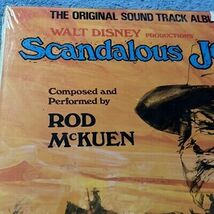 THE ORIGINAL SOUND TRACK ALBU
WALT DISNEY PRODUCTIONS'
Scandalous J
Composed and
Performed by
ROD
McKUEN